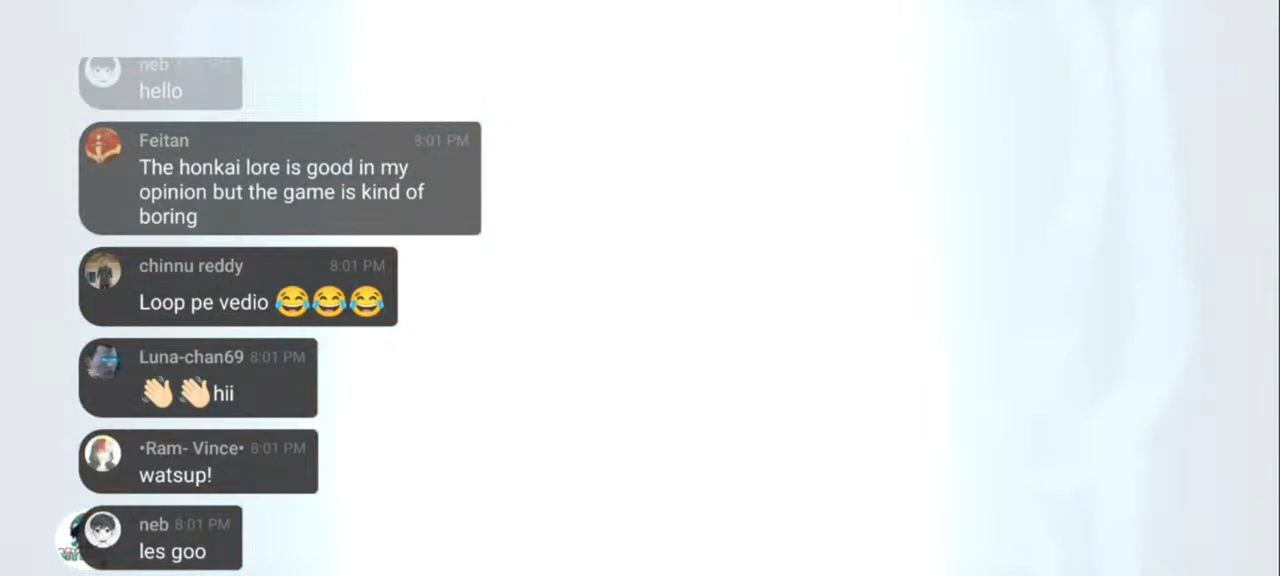 neb
hello
Feitan 8:01 PM
The honkai lore is good in my
opinion but the game is kind of
boring
chinnu reddy 8:01 PM
Loop pe vedio 😂😂😂
Luna-chan69 8:01 PM
👋🏻 👋🏻hii
•Ram- Vince• 8:01 PM
watsup!
neb 8:01 PM
les goo